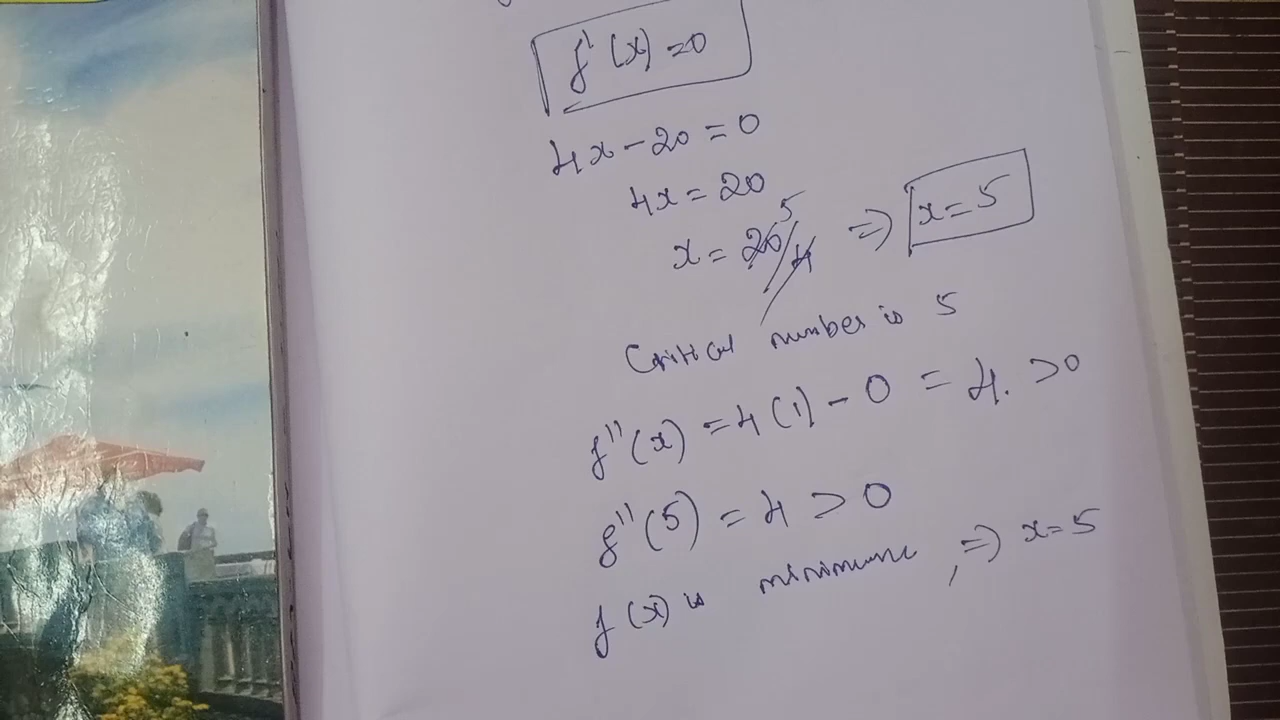 f'(x) = 0
4x - 20 = 0
4x = 20
x = 20/4 5 => x = 5
Critical number is 5
f''(x) = 4(1) - 0 = 4. >0
f''(5) = 4 > 0
f(x) is minimum, => x = 5